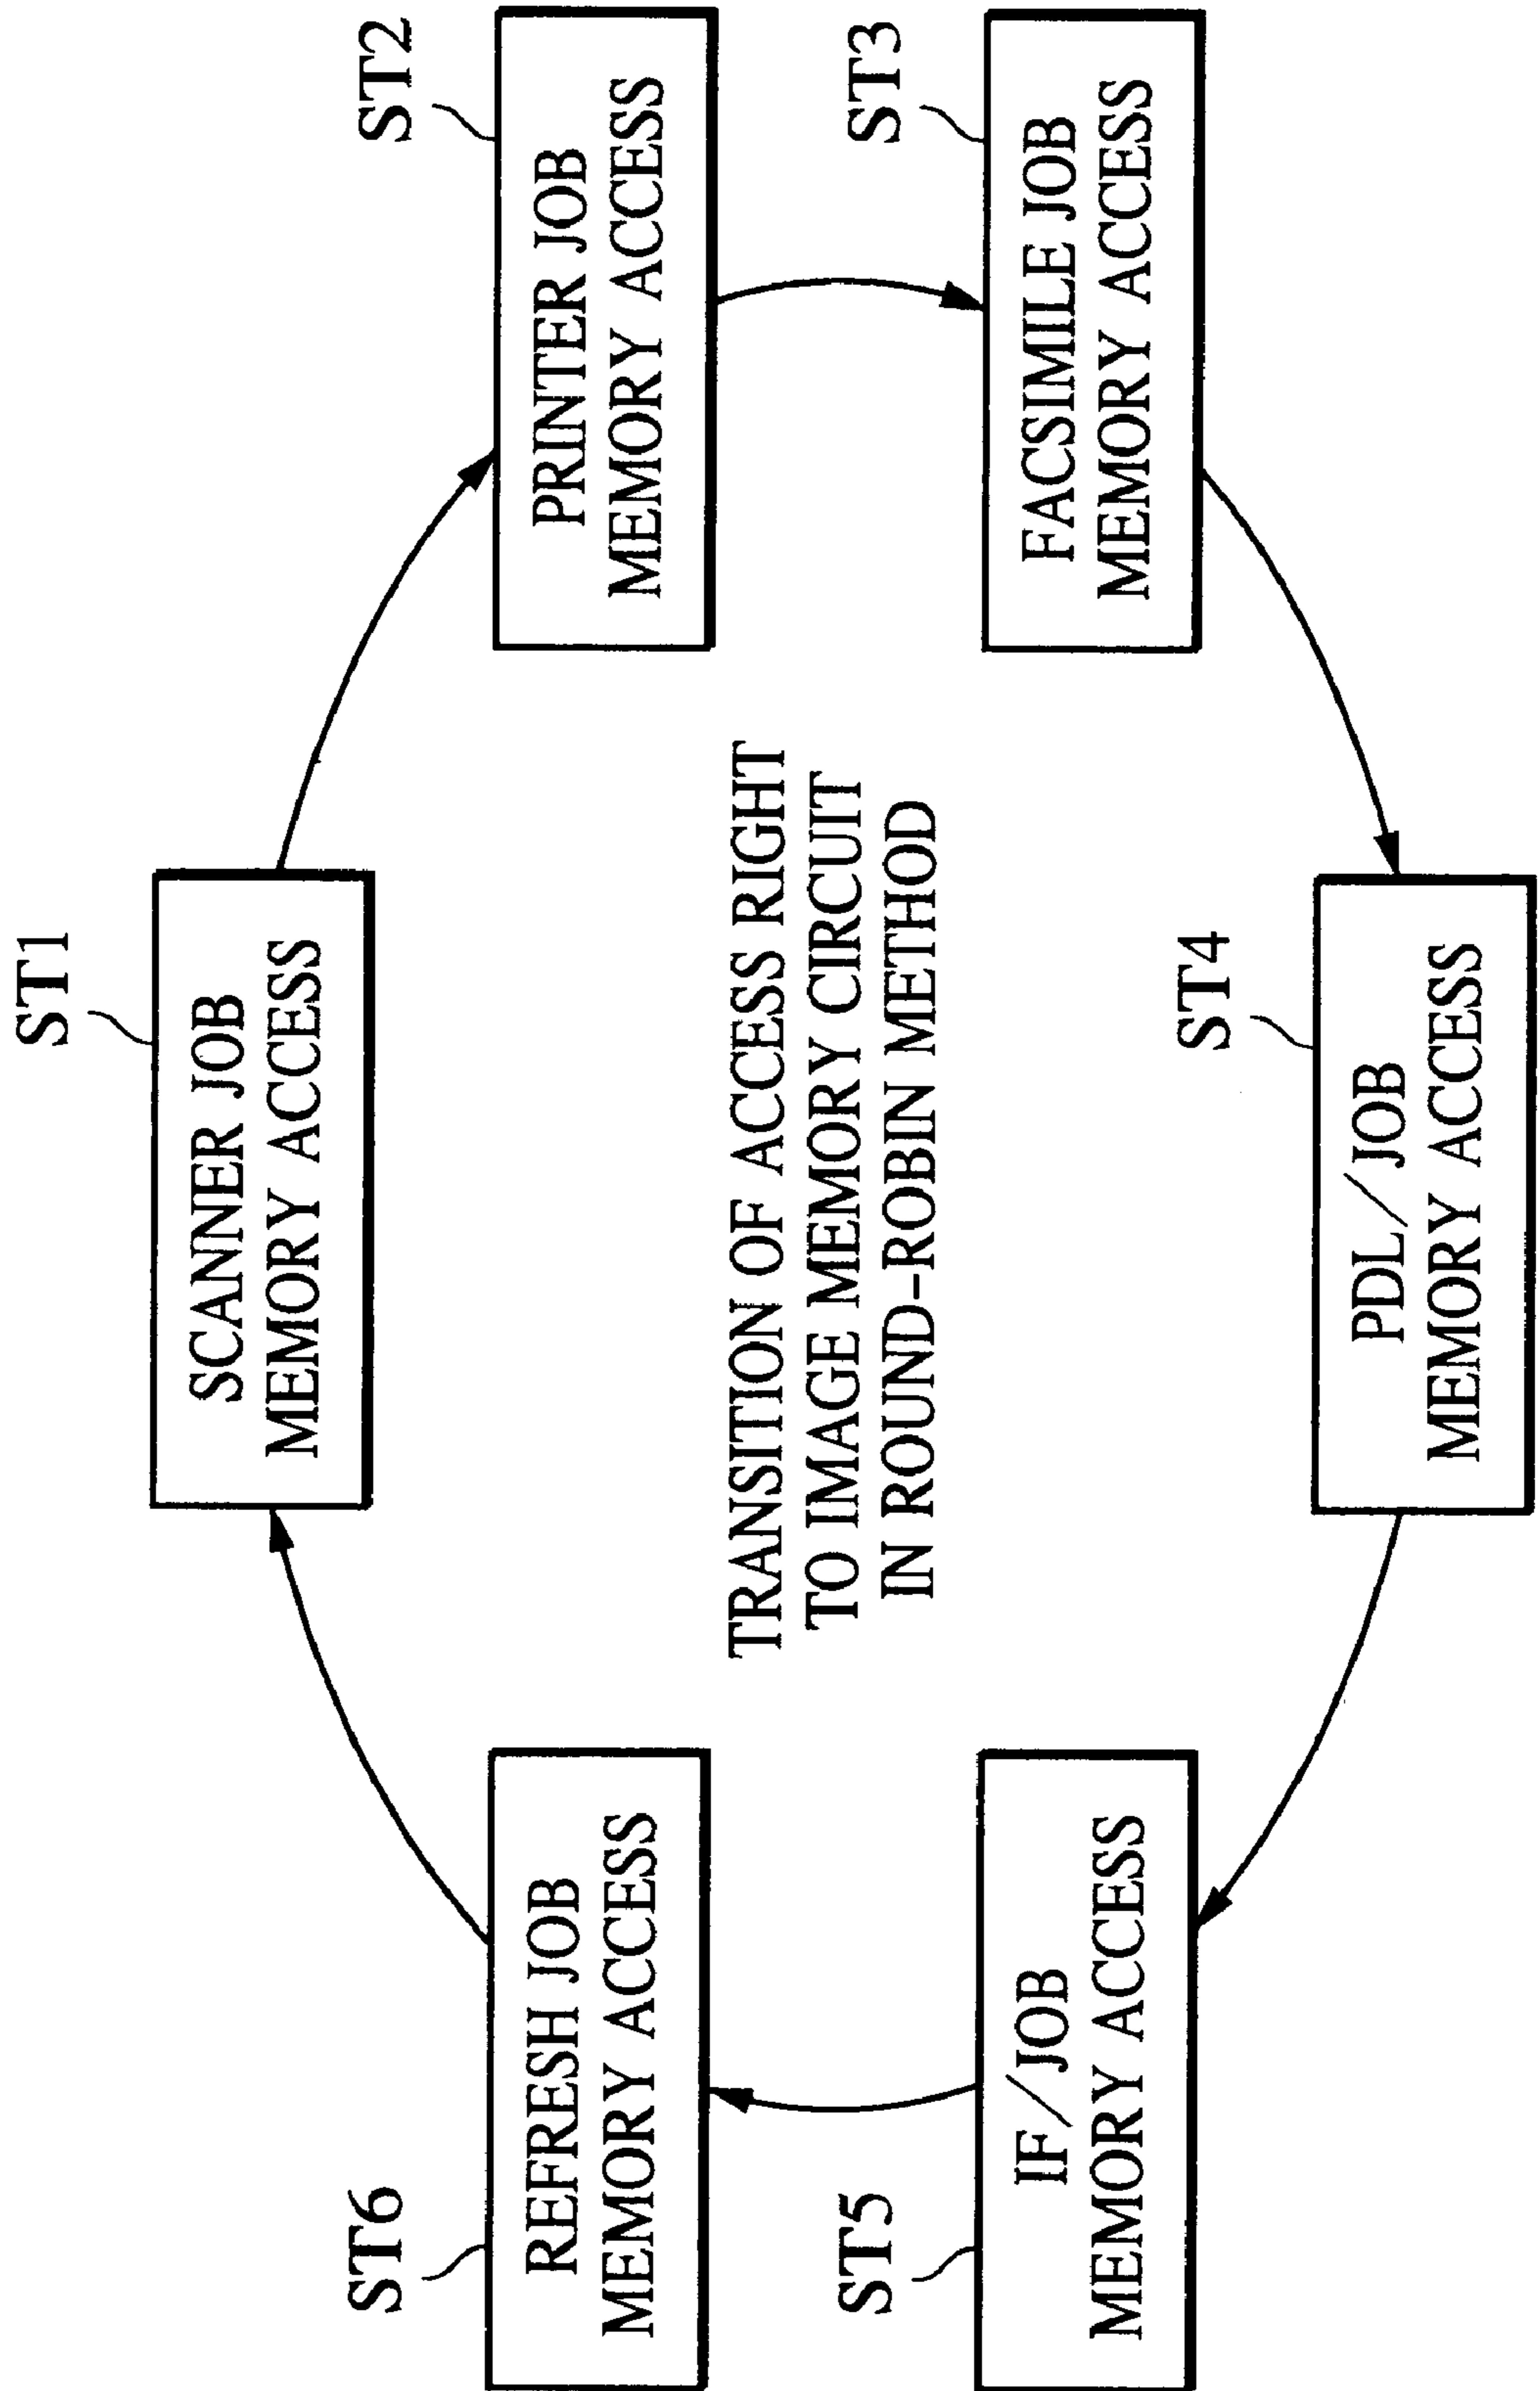 ST1
SCANNER JOB
MEMORY ACCESS
ST2
PRINTER JOB
MEMORY ACCESS
ST3
FACSIMILE JOB
MEMORY ACCESS
ST4
PDL/JOB
MEMORY ACCESS
ST5
IF/JOB
MEMORY ACCESS
ST6
REFRESH JOB
MEMORY ACCESS
TRANSITION OF ACCESS RIGHT
TO IMAGE MEMORY CIRCUIT
IN ROUND-ROBIN METHOD